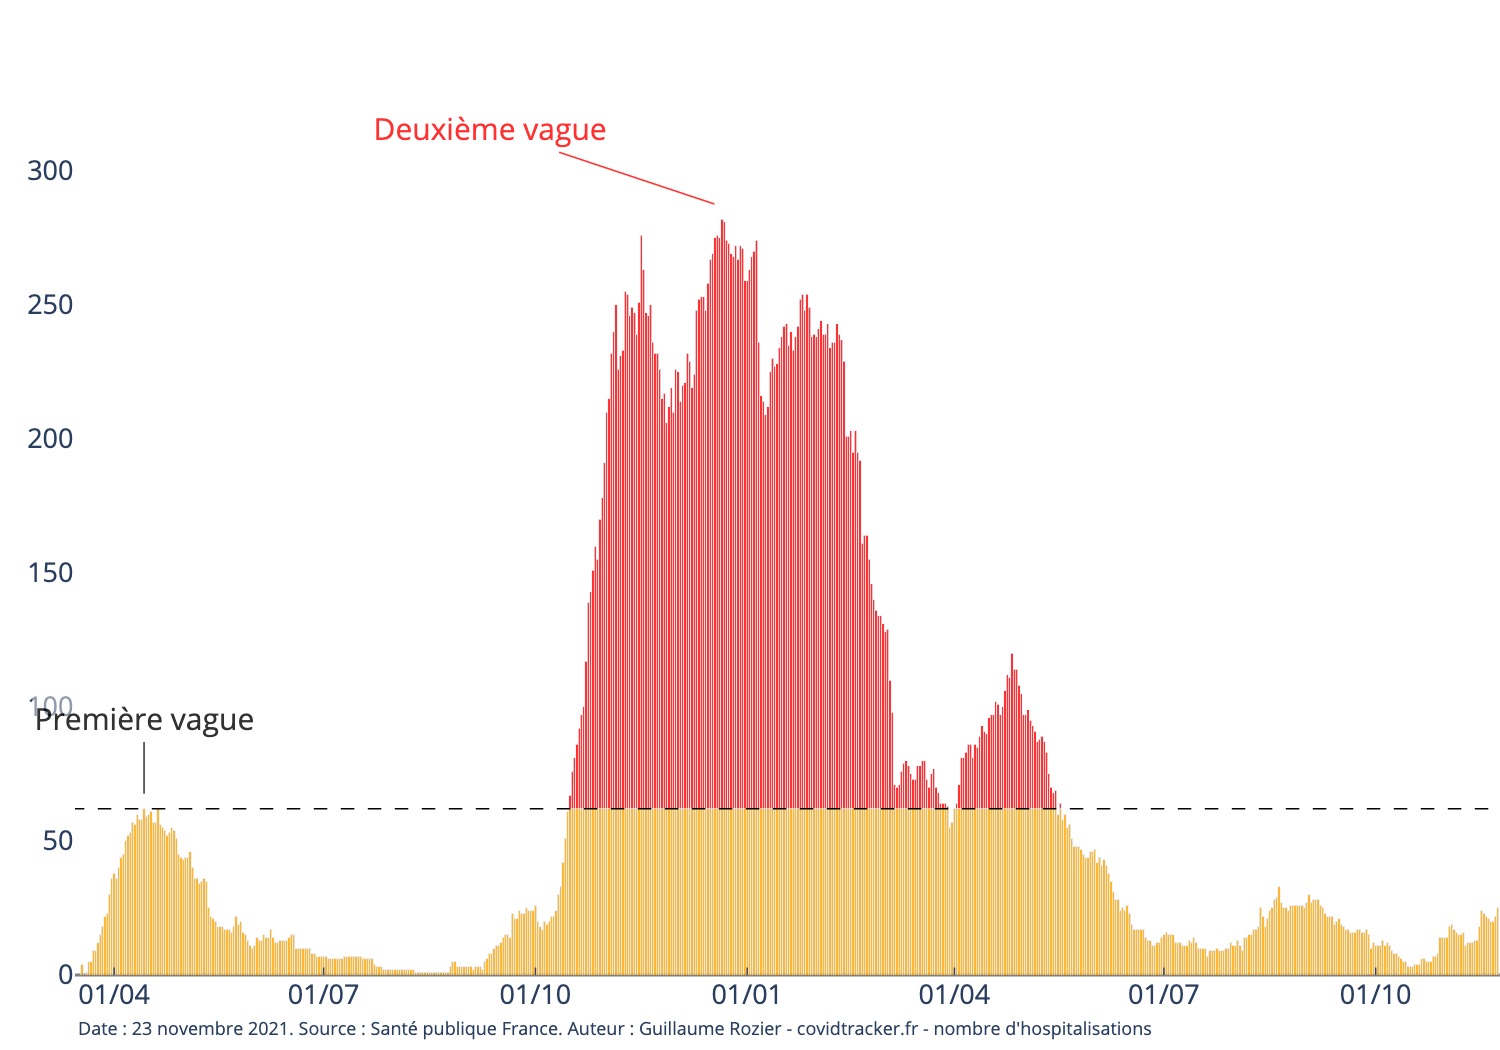 Deuxième vague
300
250
200
150
100
Première vague
50
0
01/04 01/07 01/10 01/01 01/04 01/07 01/10
Date : 23 novembre 2021. Source : Santé publique France. Auteur : Guillaume Rozier - covidtracker.fr - nombre d'hospitalisations